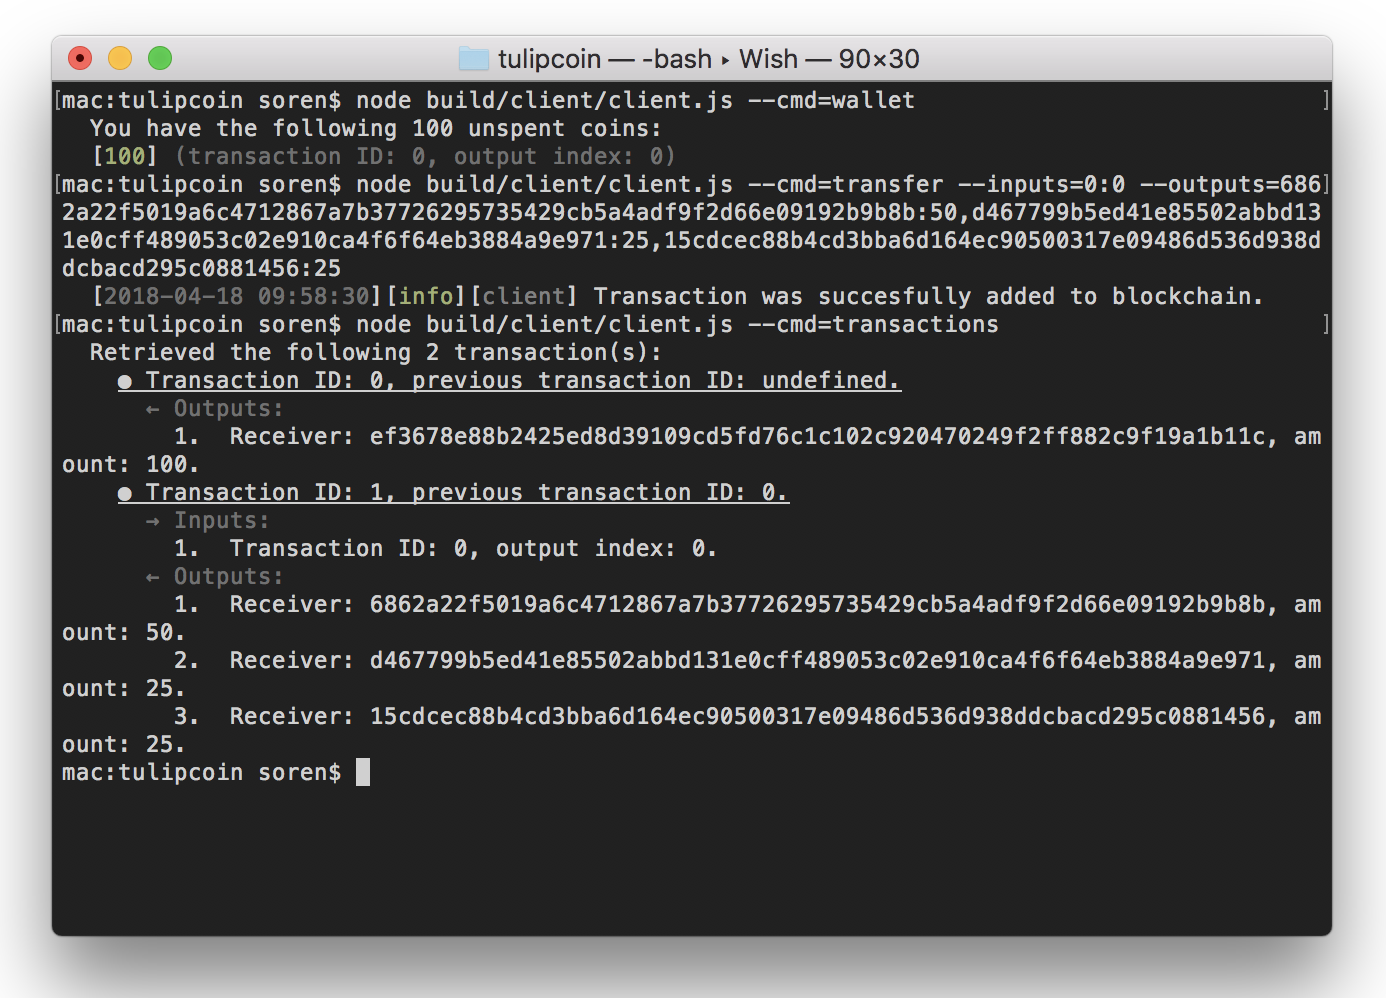 tulipcoin — -bash ▸ Wish — 90×30
[mac:tulipcoin soren$ node build/client/client.js --cmd=wallet ]
You have the following 100 unspent coins:
[100] (transaction ID: 0, output index: 0)
[mac:tulipcoin soren$ node build/client/client.js --cmd=transfer --inputs=0:0 --outputs=686]
2a22f5019a6c4712867a7b37726295735429cb5a4adf9f2d66e09192b9b8b:50,d467799b5ed41e85502abbd13
1e0cff489053c02e910ca4f6f64eb3884a9e971:25,15cdcec88b4cd3bba6d164ec90500317e09486d536d938d
dcbacd295c0881456:25
[2018-04-18 09:58:30][info][client] Transaction was succesfully added to blockchain.
[mac:tulipcoin soren$ node build/client/client.js --cmd=transactions ]
Retrieved the following 2 transaction(s):
● Transaction ID: 0, previous transaction ID: undefined.
← Outputs:
1. Receiver: ef3678e88b2425ed8d39109cd5fd76c1c102c920470249f2ff882c9f19a1b11c, am
ount: 100.
● Transaction ID: 1, previous transaction ID: 0.
→ Inputs:
1. Transaction ID: 0, output index: 0.
← Outputs:
1. Receiver: 6862a22f5019a6c4712867a7b37726295735429cb5a4adf9f2d66e09192b9b8b, am
ount: 50.
2. Receiver: d467799b5ed41e85502abbd131e0cff489053c02e910ca4f6f64eb3884a9e971, am
ount: 25.
3. Receiver: 15cdcec88b4cd3bba6d164ec90500317e09486d536d938ddcbacd295c0881456, am
ount: 25.
mac:tulipcoin soren$